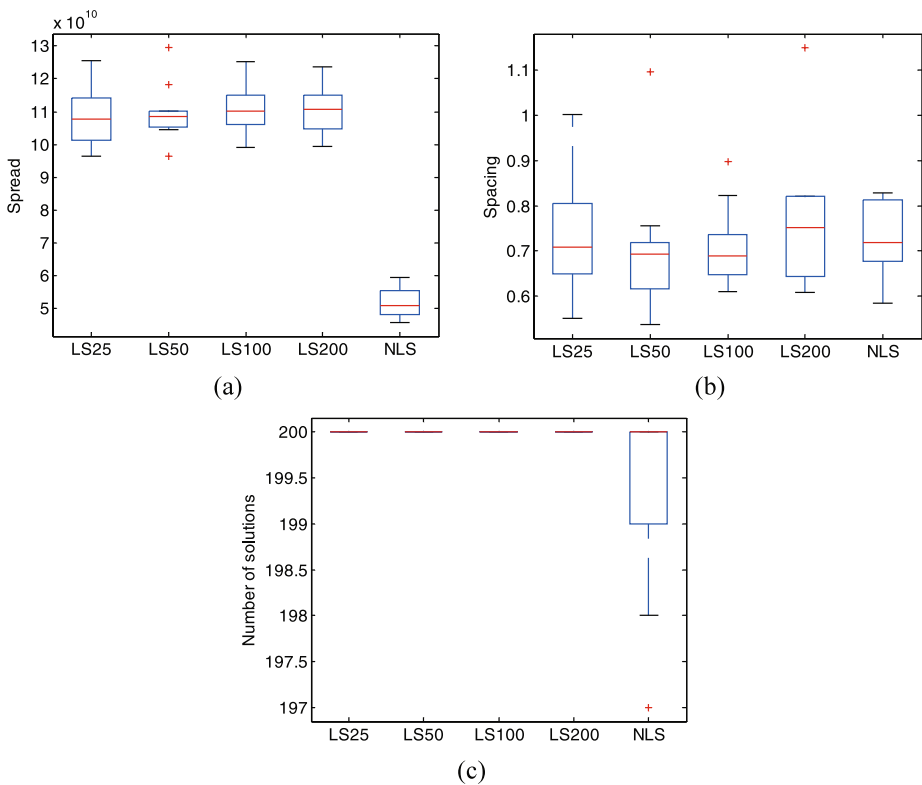 x 10^10
13
12
11
10
9
8
7
6
5
Spread
LS25 LS50 LS100 LS200 NLS
(a)
1.1
1
0.9
0.8
0.7
0.6
Spacing
LS25 LS50 LS100 LS200 NLS
(b)
200
199.5
199
198.5
198
197.5
197
Number of solutions
LS25 LS50 LS100 LS200 NLS
(c)